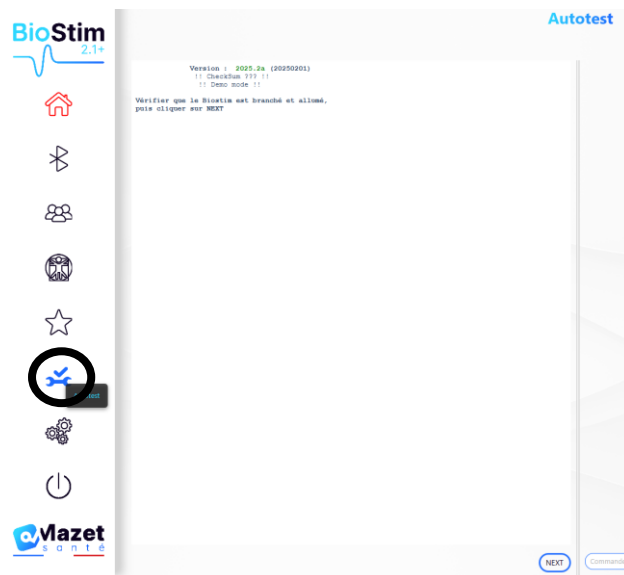 Autotest
BioStim
2.1+
Version : 2025.2a (20250201)
!! CheckSum ??? !!
!! Demo mode !!
Vérifier que le Biostim est branché et allumé,
puis cliquer sur NEXT
Mazet
santé
NEXT